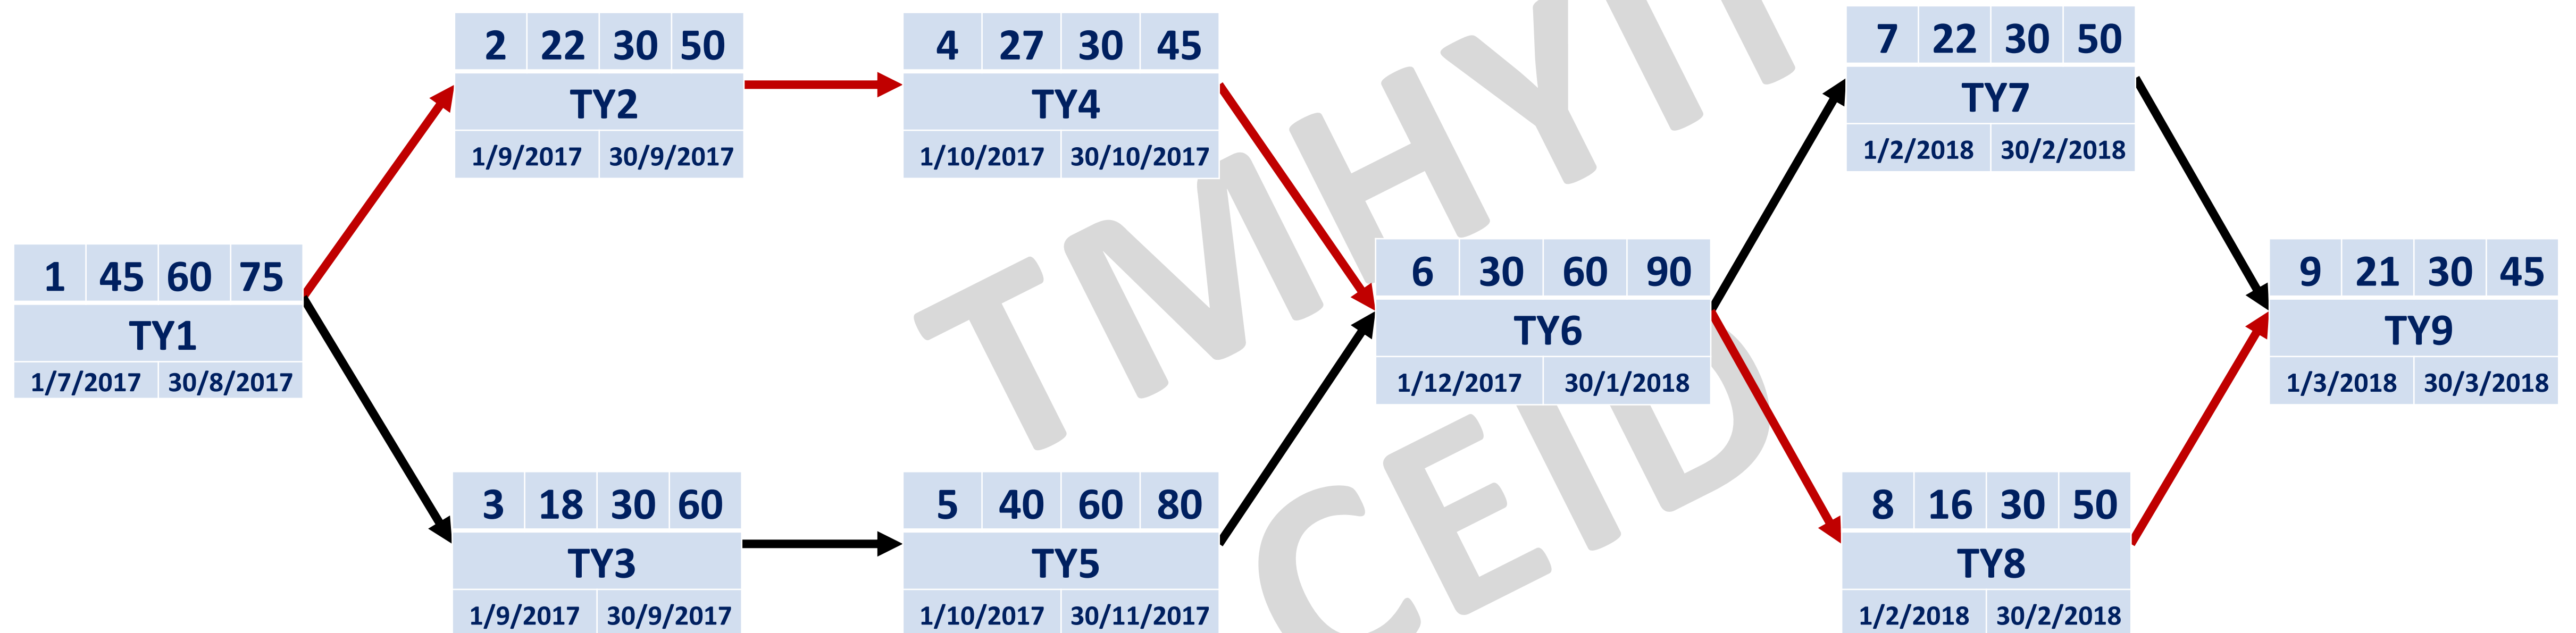 1 45 60 75
TY1
1/7/2017 30/8/2017
2 22 30 50
TY2
1/9/2017 30/9/2017
3 18 30 60
TY3
1/9/2017 30/9/2017
4 27 30 45
TY4
1/10/2017 30/10/2017
5 40 60 80
TY5
1/10/2017 30/11/2017
6 30 60 90
TY6
1/12/2017 30/1/2018
7 22 30 50
TY7
1/2/2018 30/2/2018
8 16 30 50
TY8
1/2/2018 30/2/2018
9 21 30 45
TY9
1/3/2018 30/3/2018
CEID